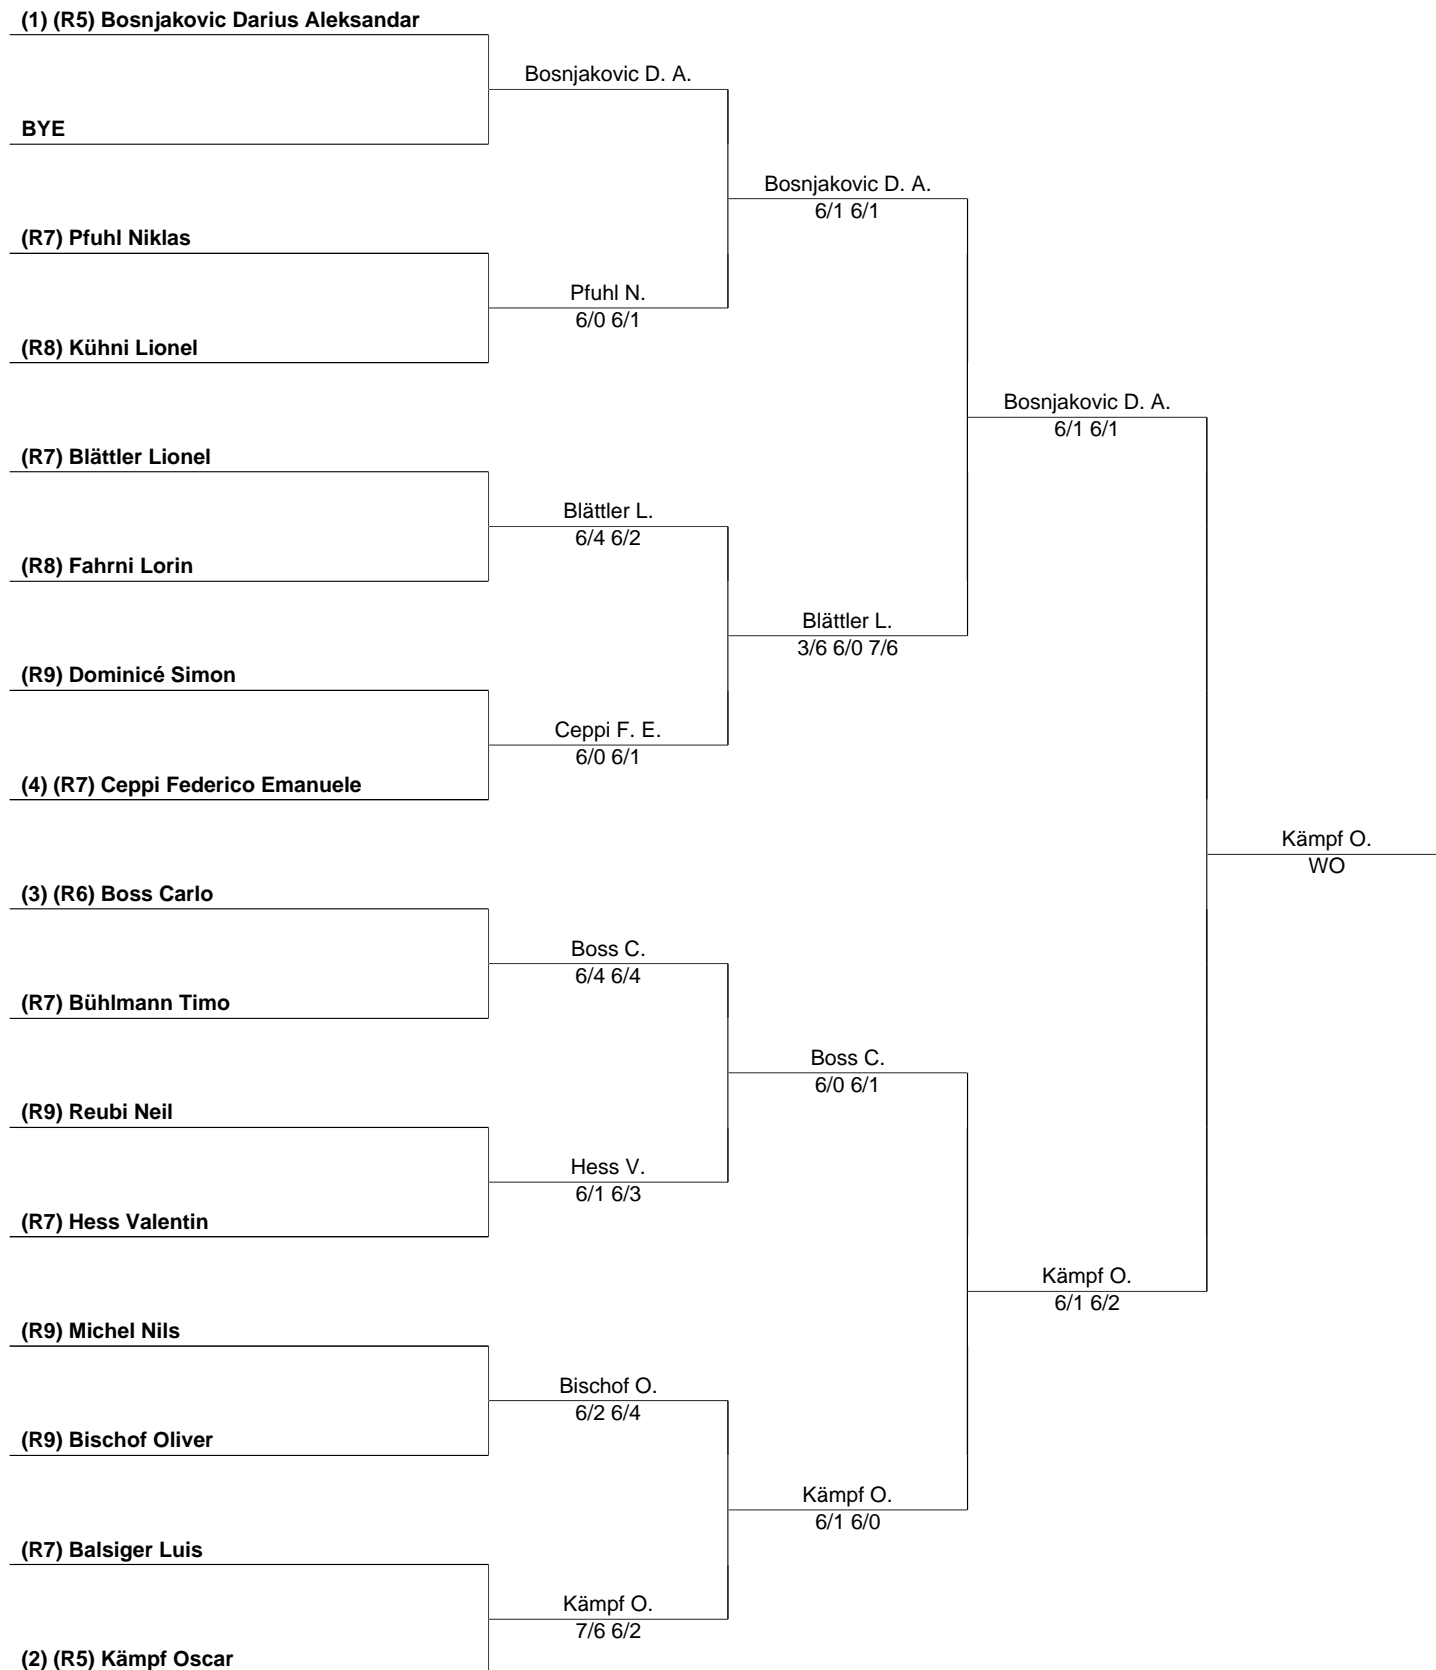 (1) (R5) Bosnjakovic Darius Aleksandar
Bosnjakovic D. A.
BYE
Bosnjakovic D. A.
6/1 6/1
(R7) Pfuhl Niklas
Pfuhl N.
6/0 6/1
(R8) Kühni Lionel
Bosnjakovic D. A.
6/1 6/1
(R7) Blättler Lionel
Blättler L.
6/4 6/2
(R8) Fahrni Lorin
Blättler L.
3/6 6/0 7/6
(R9) Dominicé Simon
Ceppi F. E.
6/0 6/1
(4) (R7) Ceppi Federico Emanuele
Kämpf O.
WO
(3) (R6) Boss Carlo
Boss C.
6/4 6/4
(R7) Bühlmann Timo
Boss C.
6/0 6/1
(R9) Reubi Neil
Hess V.
6/1 6/3
(R7) Hess Valentin
Kämpf O.
6/1 6/2
(R9) Michel Nils
Bischof O.
6/2 6/4
(R9) Bischof Oliver
Kämpf O.
6/1 6/0
(R7) Balsiger Luis
Kämpf O.
7/6 6/2
(2) (R5) Kämpf Oscar